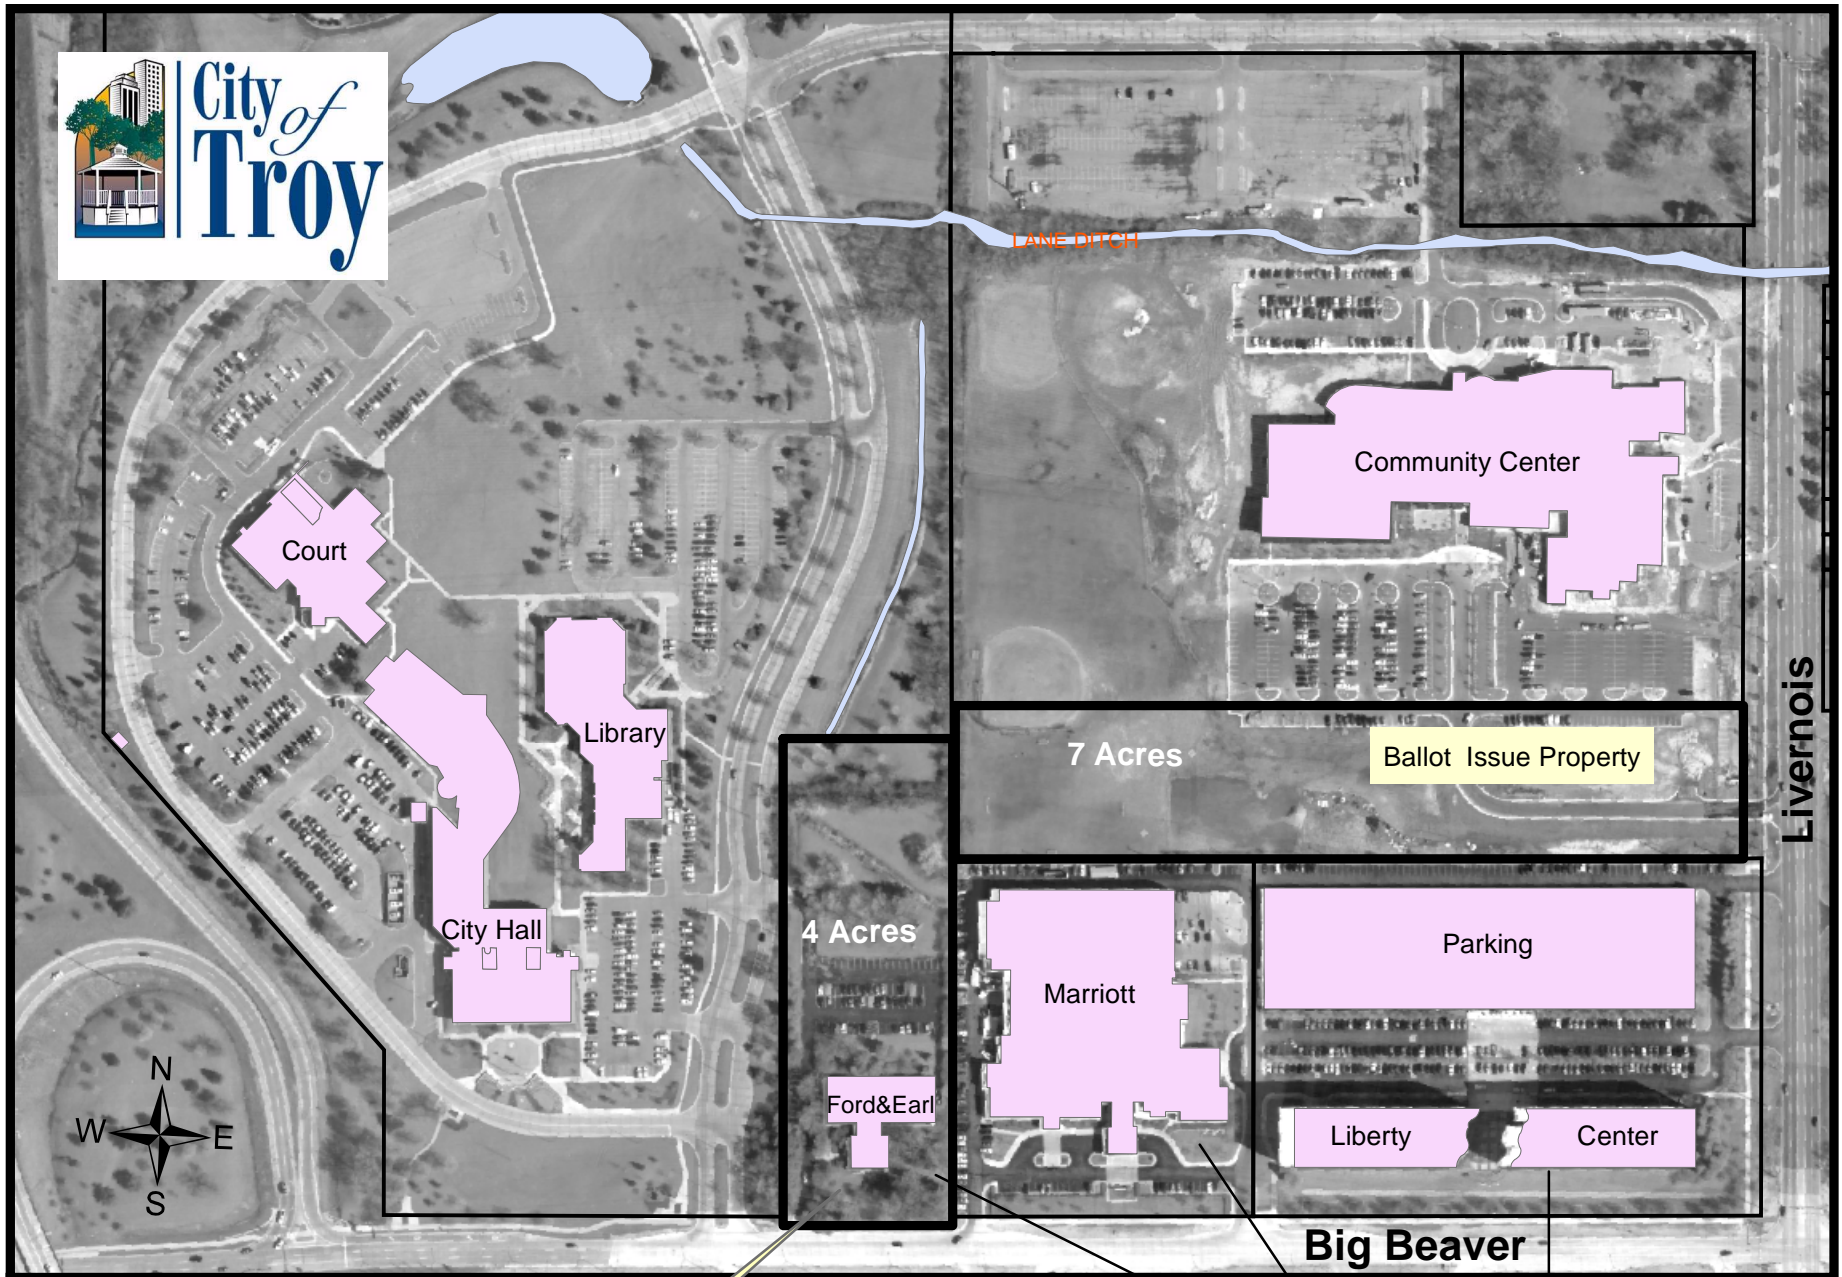 City of
Troy
LANE DITCH
Community Center
Court
Library
7 Acres
Ballot Issue Property
Livernois
City Hall
4 Acres
Marriott
Parking
Ford&Earl
Liberty
Center
N
W
E
S
Big Beaver